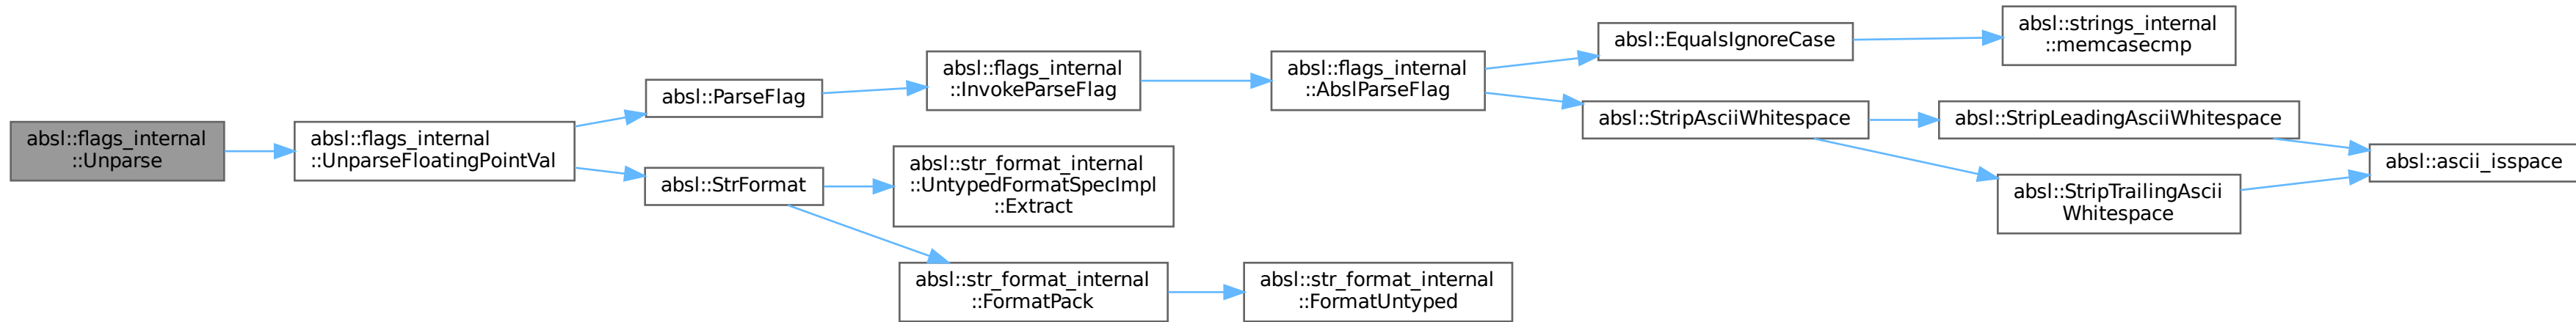 absl::flags_internal
::Unparse
absl::flags_internal
::UnparseFloatingPointVal
absl::ParseFlag
absl::flags_internal
::InvokeParseFlag
absl::flags_internal
::AbslParseFlag
absl::EqualsIgnoreCase
absl::strings_internal
::memcasecmp
absl::StripAsciiWhitespace
absl::StripLeadingAsciiWhitespace
absl::ascii_isspace
absl::StripTrailingAscii
Whitespace
absl::StrFormat
absl::str_format_internal
::UntypedFormatSpecImpl
::Extract
absl::str_format_internal
::FormatPack
absl::str_format_internal
::FormatUntyped